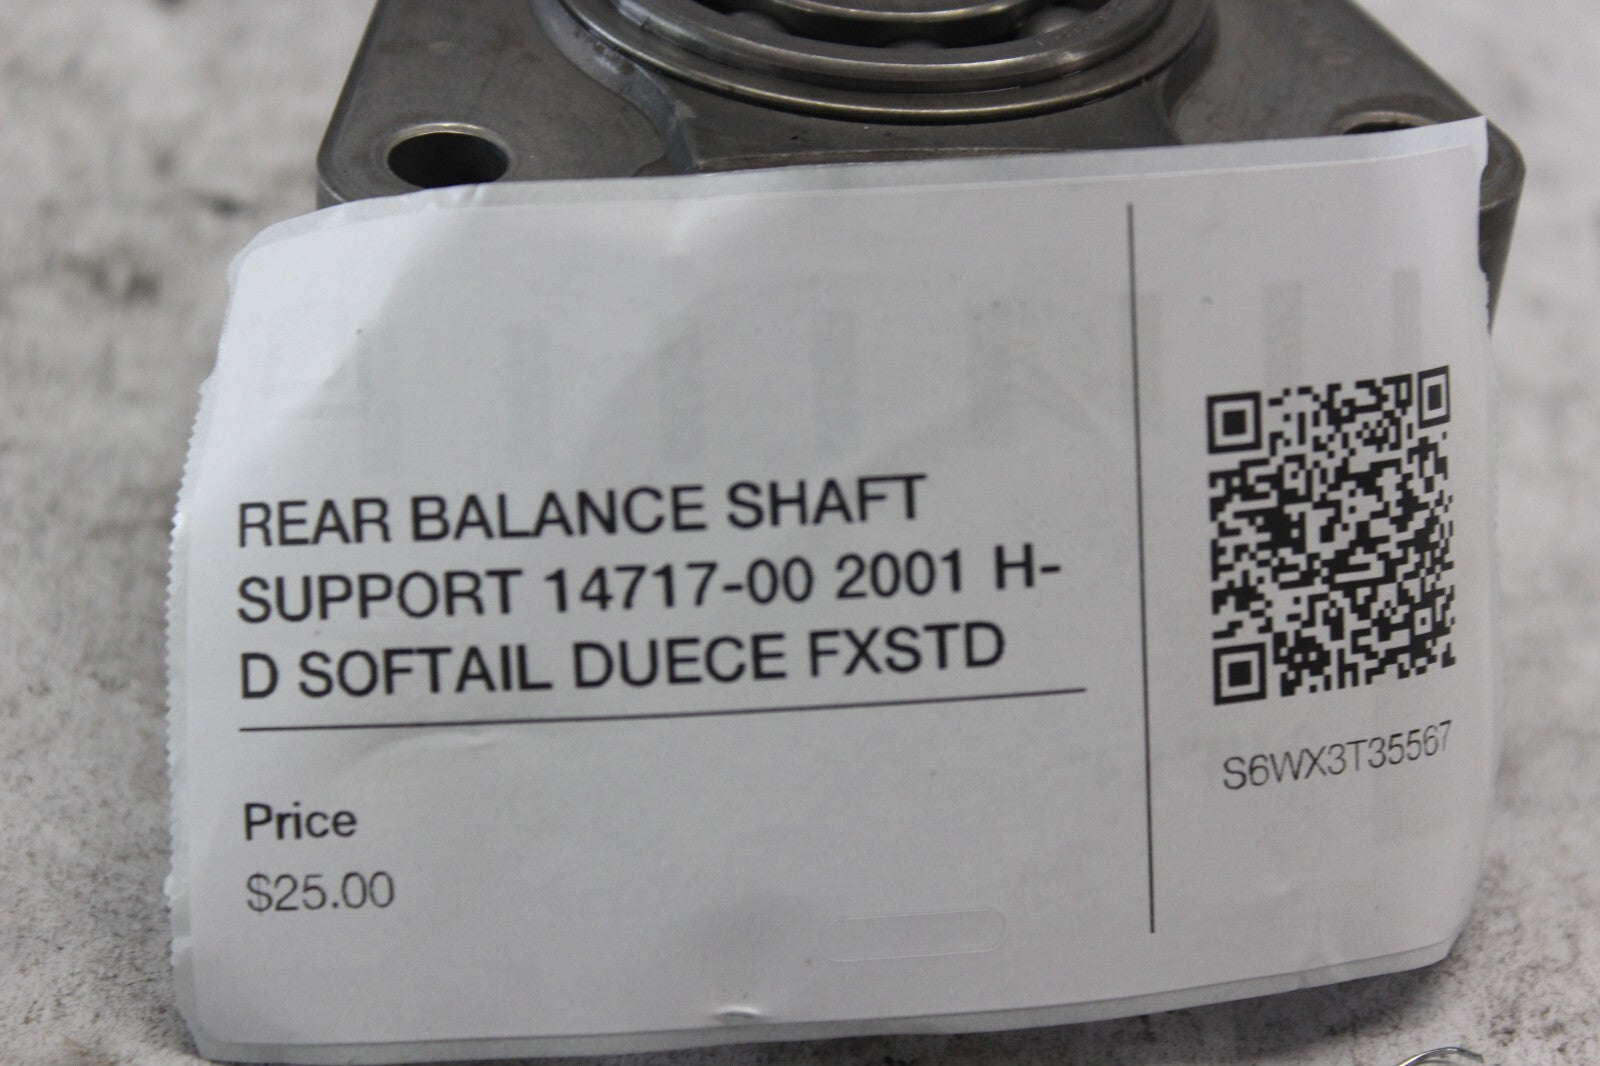 REAR BALANCE SHAFT
SUPPORT 14717-00 2001 H-
D SOFTAIL DUECE FXSTD
Price
$25.00
S6WX3T35567